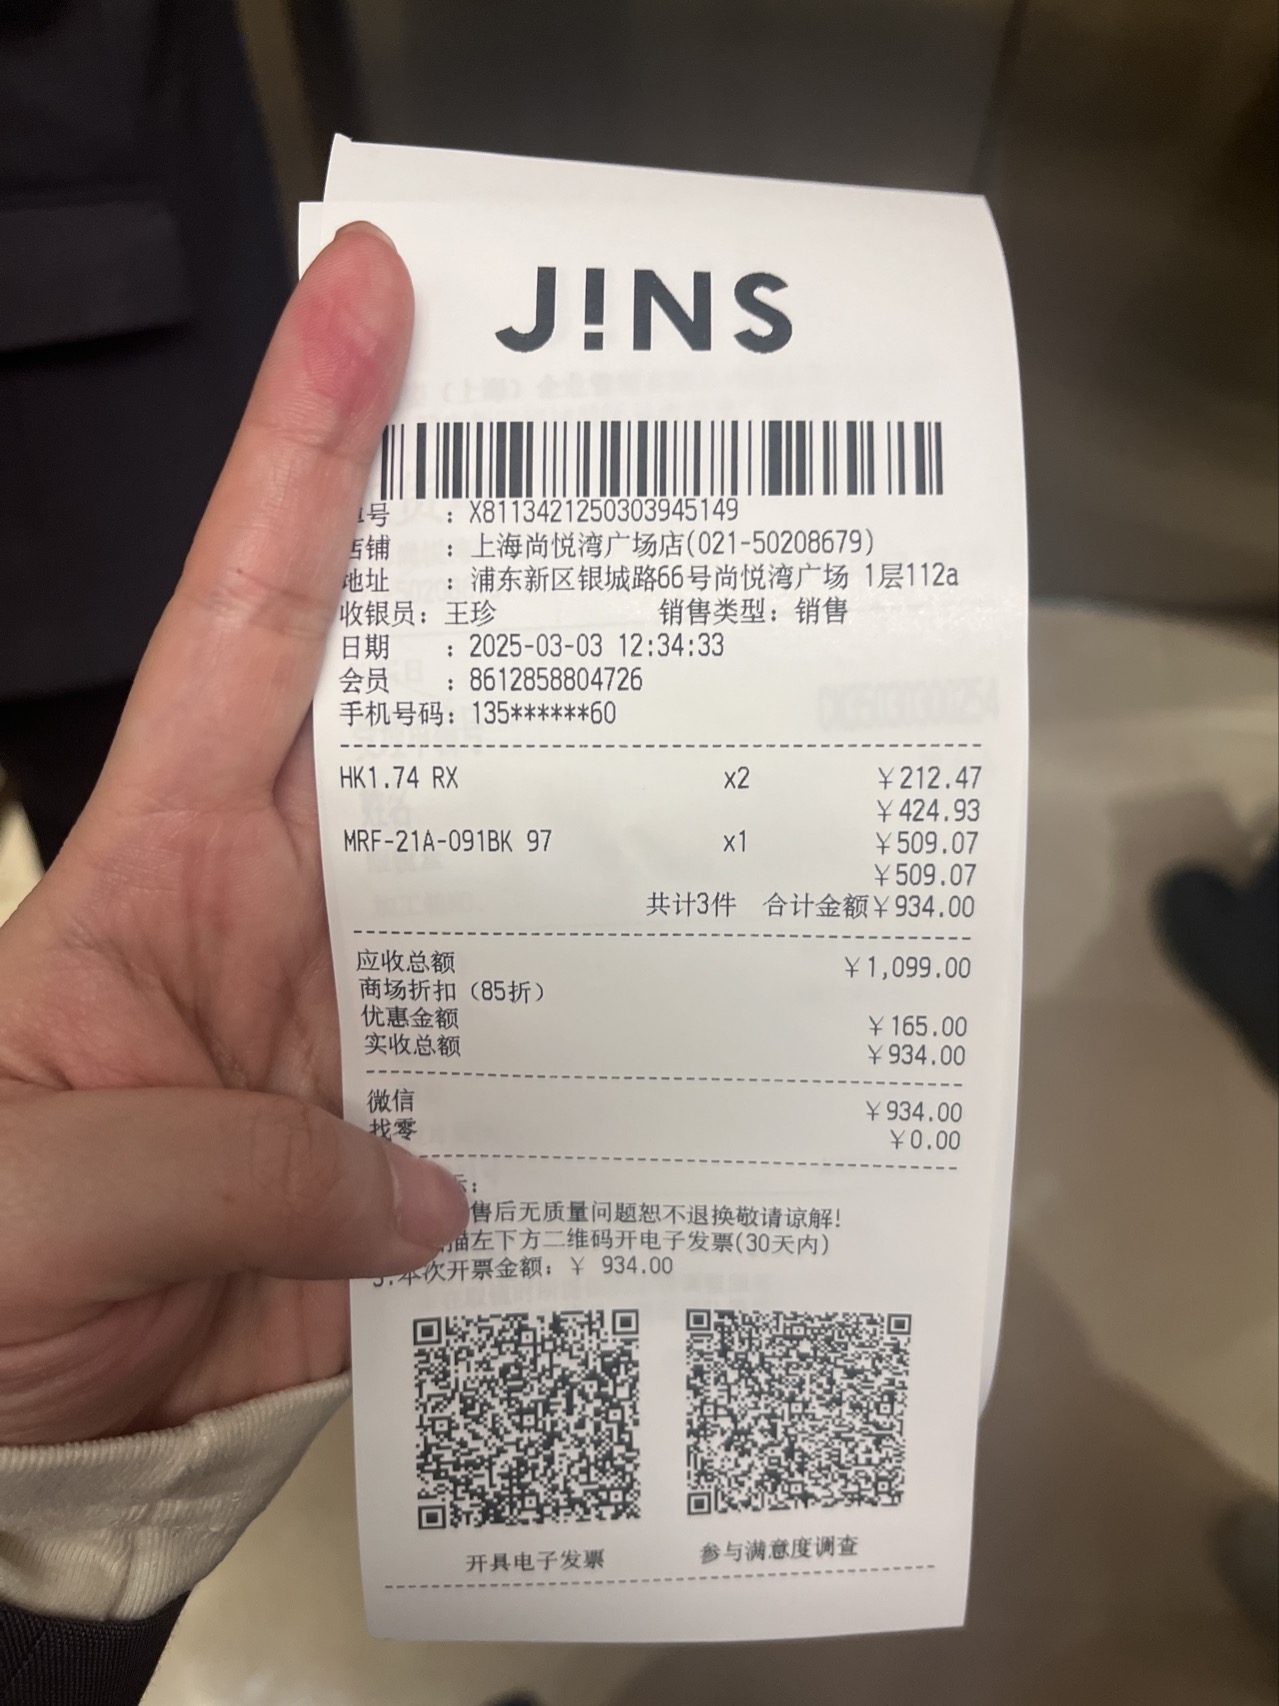 J!NS
号 : X8113421250303945149
店铺 : 上海尚悦湾广场店(021-50208679)
地址 : 浦东新区银城路66号尚悦湾广场 1层112a
收银员: 王珍 销售类型: 销售
日期 : 2025-03-03 12:34:33
会员 : 8612858804726
手机号码: 135******60
HK1.74 RX x2 ¥212.47
¥424.93
MRF-21A-091BK 97 x1 ¥509.07
¥509.07
共计3件 合计金额¥934.00
应收总额 ¥1,099.00
商场折扣（85折）
优惠金额 ¥165.00
实收总额 ¥934.00
微信 ¥934.00
找零 ¥0.00
:
售后无质量问题恕不退换敬请谅解!
描左下方二维码开电子发票(30天内)
3.本次开票金额: ¥ 934.00
开具电子发票 参与满意度调查